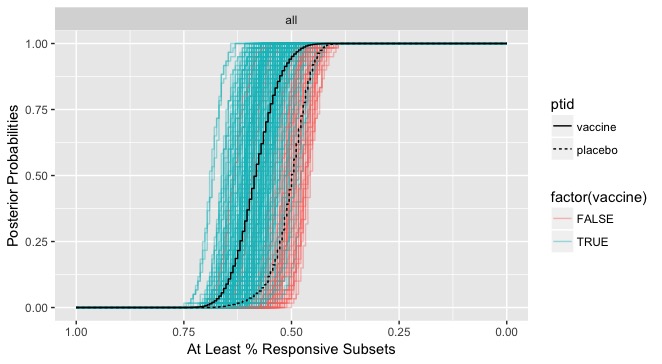 all
1.00
0.75
0.50
0.25
0.00
Posterior Probabilities
1.00
0.75
0.50
0.25
0.00
At Least % Responsive Subsets
ptid
vaccine
placebo
factor(vaccine)
FALSE
TRUE